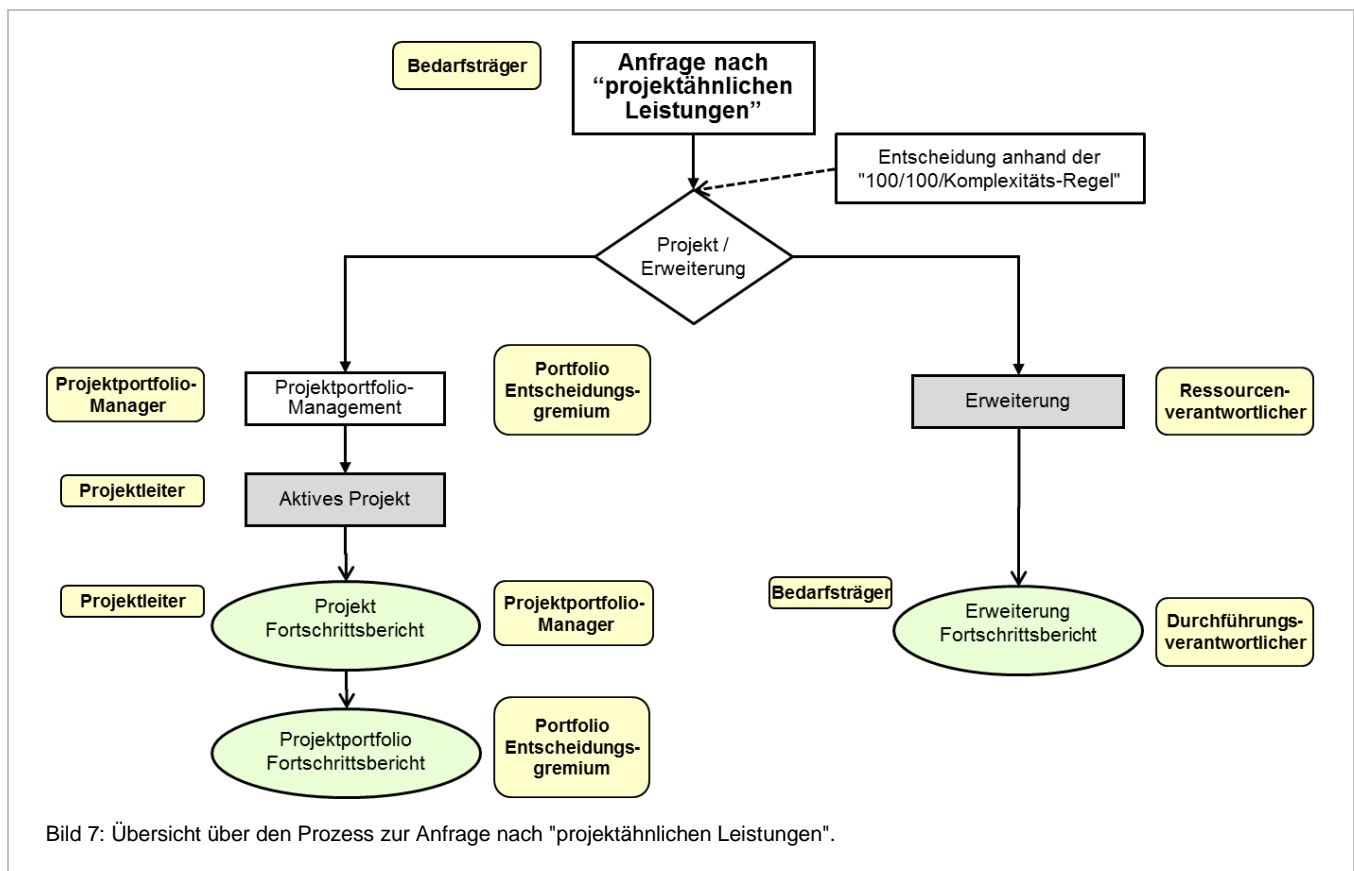 Bedarfsträger
Anfrage nach
“projektähnlichen
Leistungen”
Entscheidung anhand der
"100/100/Komplexitäts-Regel"
Projekt /
Erweiterung
Projektportfolio-
Manager
Projektportfolio-
Management
Portfolio
Entscheidungs-
gremium
Erweiterung
Ressourcen-
verantwortlicher
Projektleiter
Aktives Projekt
Projektleiter
Projekt
Fortschrittsbericht
Projektportfolio-
Manager
Bedarfsträger
Erweiterung
Fortschrittsbericht
Durchführungs-
verantwortlicher
Projektportfolio
Fortschrittsbericht
Portfolio
Entscheidungs-
gremium
Bild 7: Übersicht über den Prozess zur Anfrage nach "projektähnlichen Leistungen".